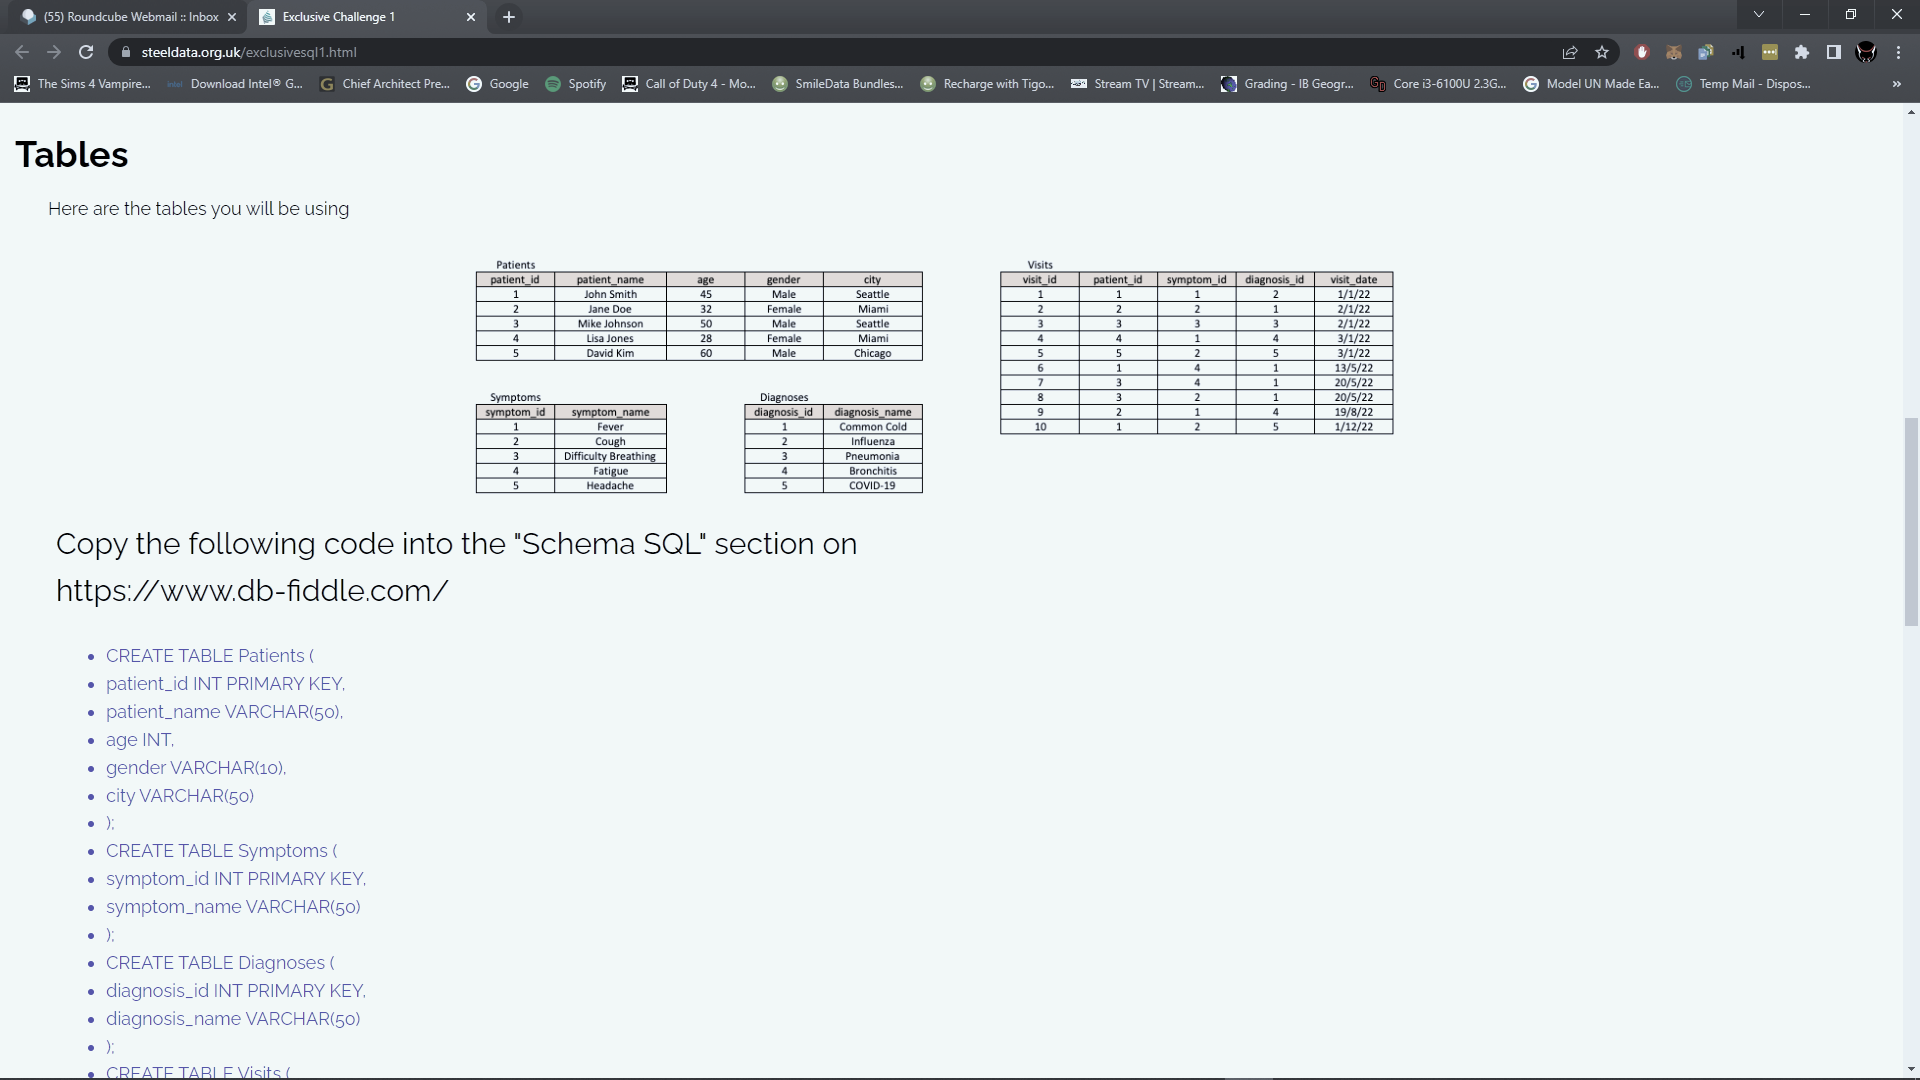 (55) Roundcube Webmail :: Inbox
Exclusive Challenge 1
steeldata.org.uk/exclusivesql1.html
The Sims 4 Vampire...
Download Intel® G...
Chief Architect Pre...
Google
Spotify
Call of Duty 4 - Mo...
SmileData Bundles...
Recharge with Tigo...
Stream TV | Stream...
Grading - IB Geogr...
Core i3-6100U 2.3G...
Model UN Made Ea...
Temp Mail - Dispos...
»
Tables
Here are the tables you will be using
Patients
patient_id patient_name age gender city
1 John Smith 45 Male Seattle
2 Jane Doe 32 Female Miami
3 Mike Johnson 50 Male Seattle
4 Lisa Jones 28 Female Miami
5 David Kim 60 Male Chicago
Visits
visit_id patient_id symptom_id diagnosis_id visit_date
1 1 1 2 1/1/22
2 2 2 1 2/1/22
3 3 3 3 2/1/22
4 4 1 4 3/1/22
5 5 2 5 3/1/22
6 1 4 1 13/5/22
7 3 4 1 20/5/22
8 3 2 1 20/5/22
9 2 1 4 19/8/22
10 1 2 5 1/12/22
Symptoms
symptom_id symptom_name
1 Fever
2 Cough
3 Difficulty Breathing
4 Fatigue
5 Headache
Diagnoses
diagnosis_id diagnosis_name
1 Common Cold
2 Influenza
3 Pneumonia
4 Bronchitis
5 COVID-19
Copy the following code into the "Schema SQL" section on
https://www.db-fiddle.com/
• CREATE TABLE Patients (
• patient_id INT PRIMARY KEY,
• patient_name VARCHAR(50),
• age INT,
• gender VARCHAR(10),
• city VARCHAR(50)
• );
• CREATE TABLE Symptoms (
• symptom_id INT PRIMARY KEY,
• symptom_name VARCHAR(50)
• );
• CREATE TABLE Diagnoses (
• diagnosis_id INT PRIMARY KEY,
• diagnosis_name VARCHAR(50)
• );
• CREATE TABLE Visits (